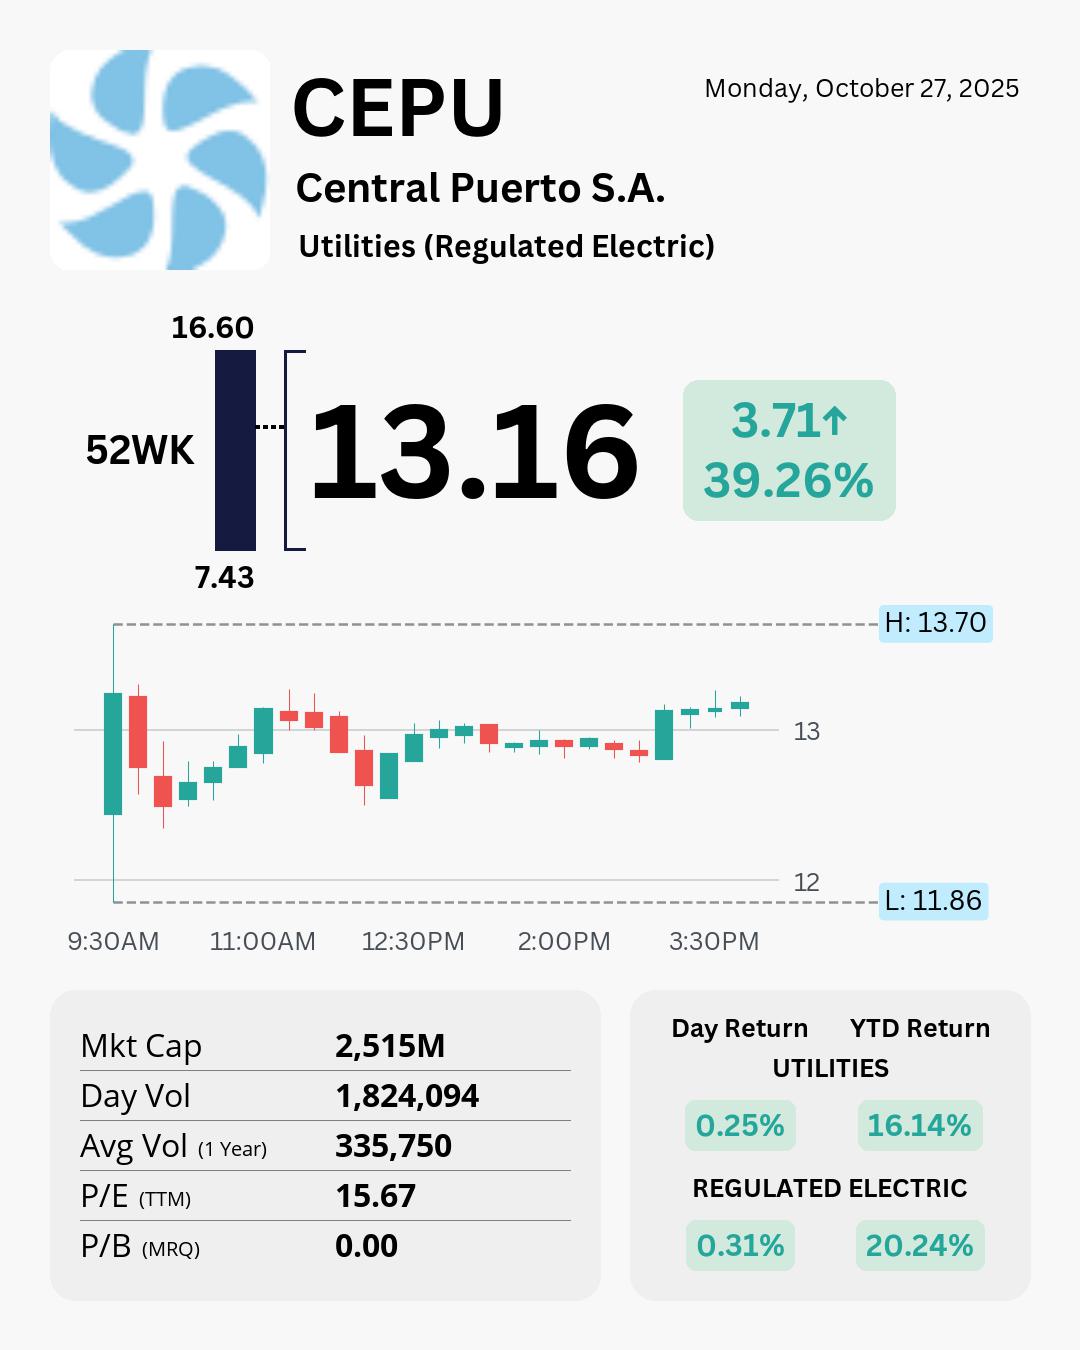 CEPU
Monday, October 27, 2025
Central Puerto S.A.
Utilities (Regulated Electric)
16.60
52WK
13.16
3.71↑
39.26%
7.43
H: 13.70
13
12
L: 11.86
9:30AM 11:00AM 12:30PM 2:00PM 3:30PM
Mkt Cap 2,515M
Day Vol 1,824,094
Avg Vol (1 Year) 335,750
P/E (TTM) 15.67
P/B (MRQ) 0.00
Day Return YTD Return
UTILITIES
0.25% 16.14%
REGULATED ELECTRIC
0.31% 20.24%